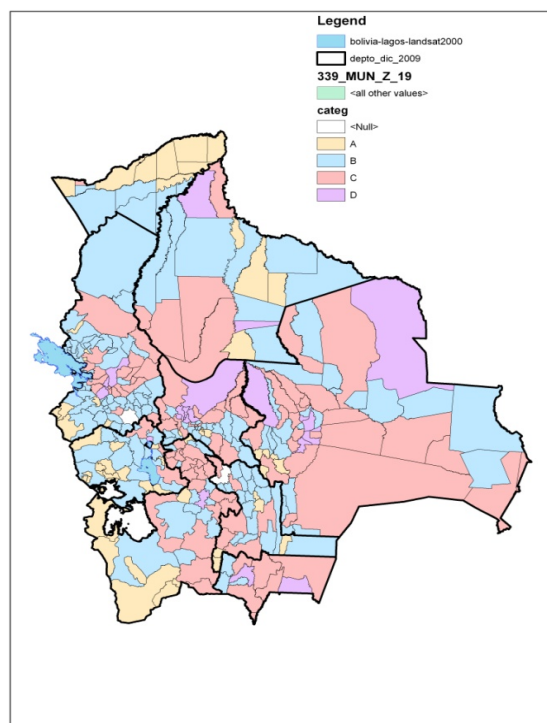 Legend
bolivia-lagos-landsat2000
depto_dic_2009
339_MUN_Z_19
<all other values>
categ
<Null>
A
B
C
D